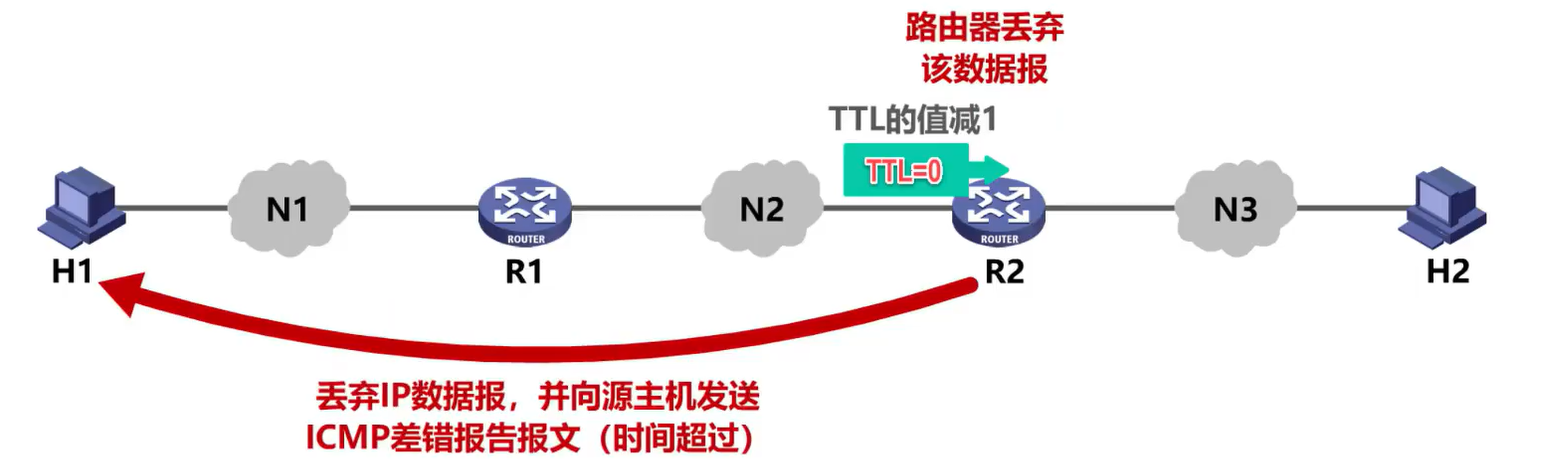 路由器丢弃
该数据报
TTL的值减1
TTL=0
N1
N2
N3
ROUTER
ROUTER
H1
R1
R2
H2
丢弃IP数据报，并向源主机发送
ICMP差错报告报文（时间超过）